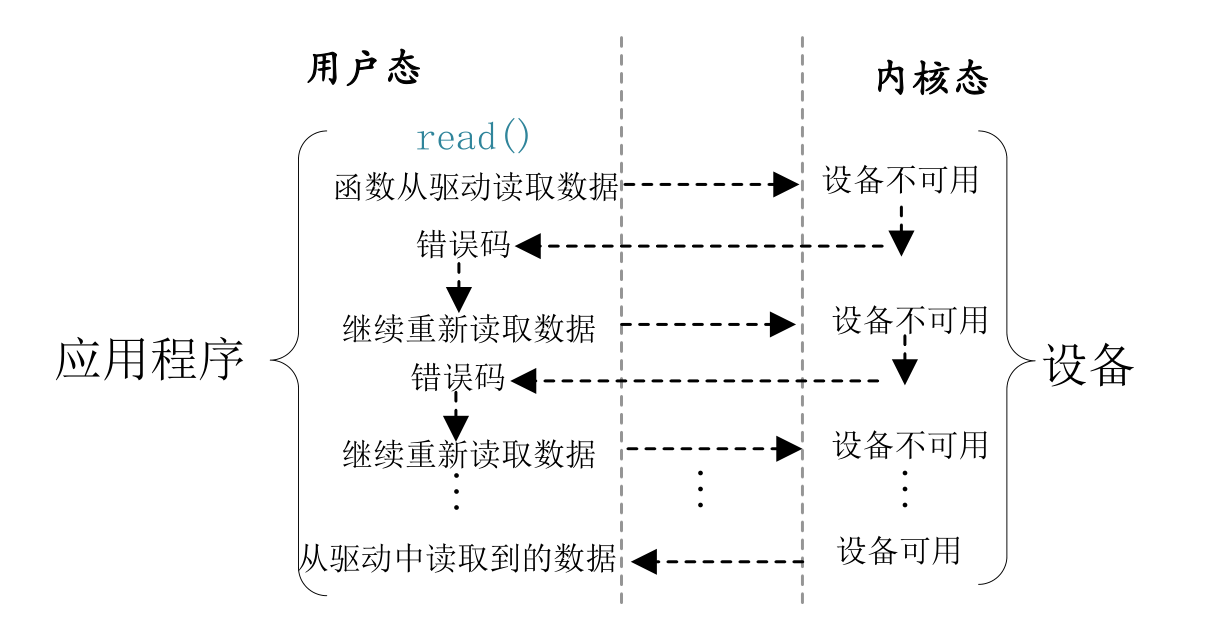 用户态
内核态
read()
函数从驱动读取数据
设备不可用
错误码
继续重新读取数据
设备不可用
应用程序
设备
错误码
继续重新读取数据
设备不可用
从驱动中读取到的数据
设备可用